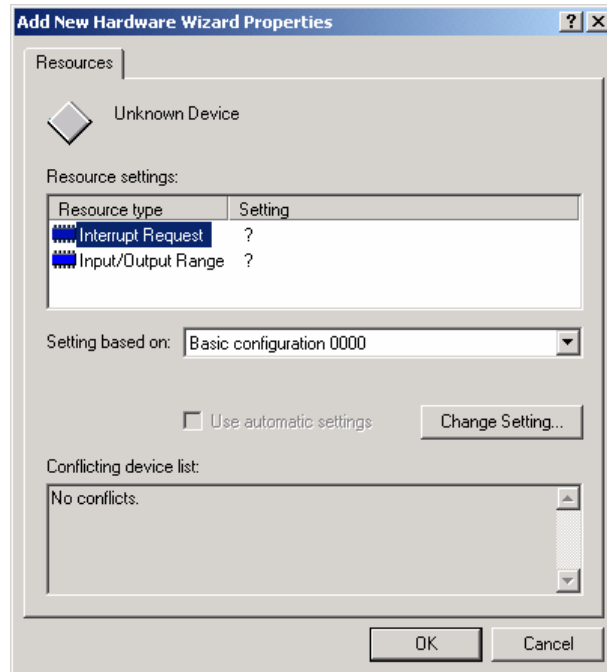 Add New Hardware Wizard Properties
Resources
Unknown Device
Resource settings:
Resource type Setting
Interrupt Request ?
Input/Output Range ?
Setting based on: Basic configuration 0000
Use automatic settings Change Setting...
Conflicting device list:
No conflicts.
OK Cancel